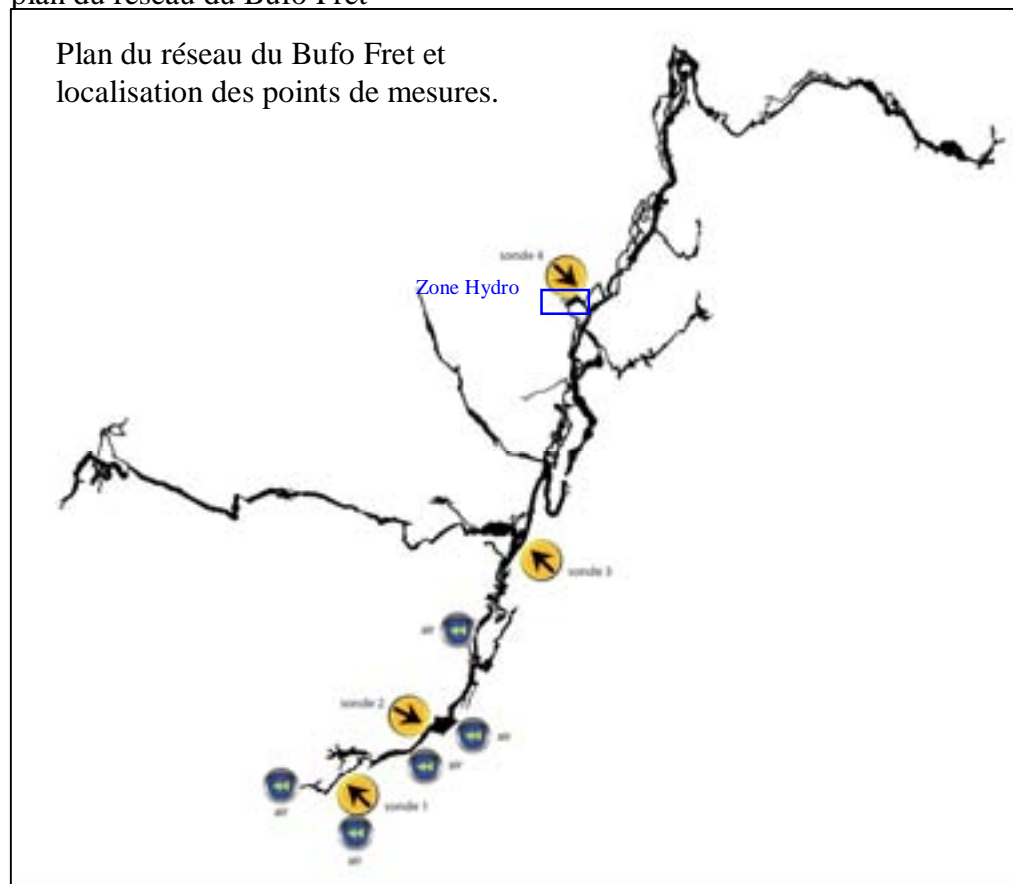 plan du réseau du Bufo Fret
Plan du réseau du Bufo Fret et
localisation des points de mesures.
sonde 4
Zone Hydro
sonde 3
air
sonde 2
air
air
air
sonde 1
air